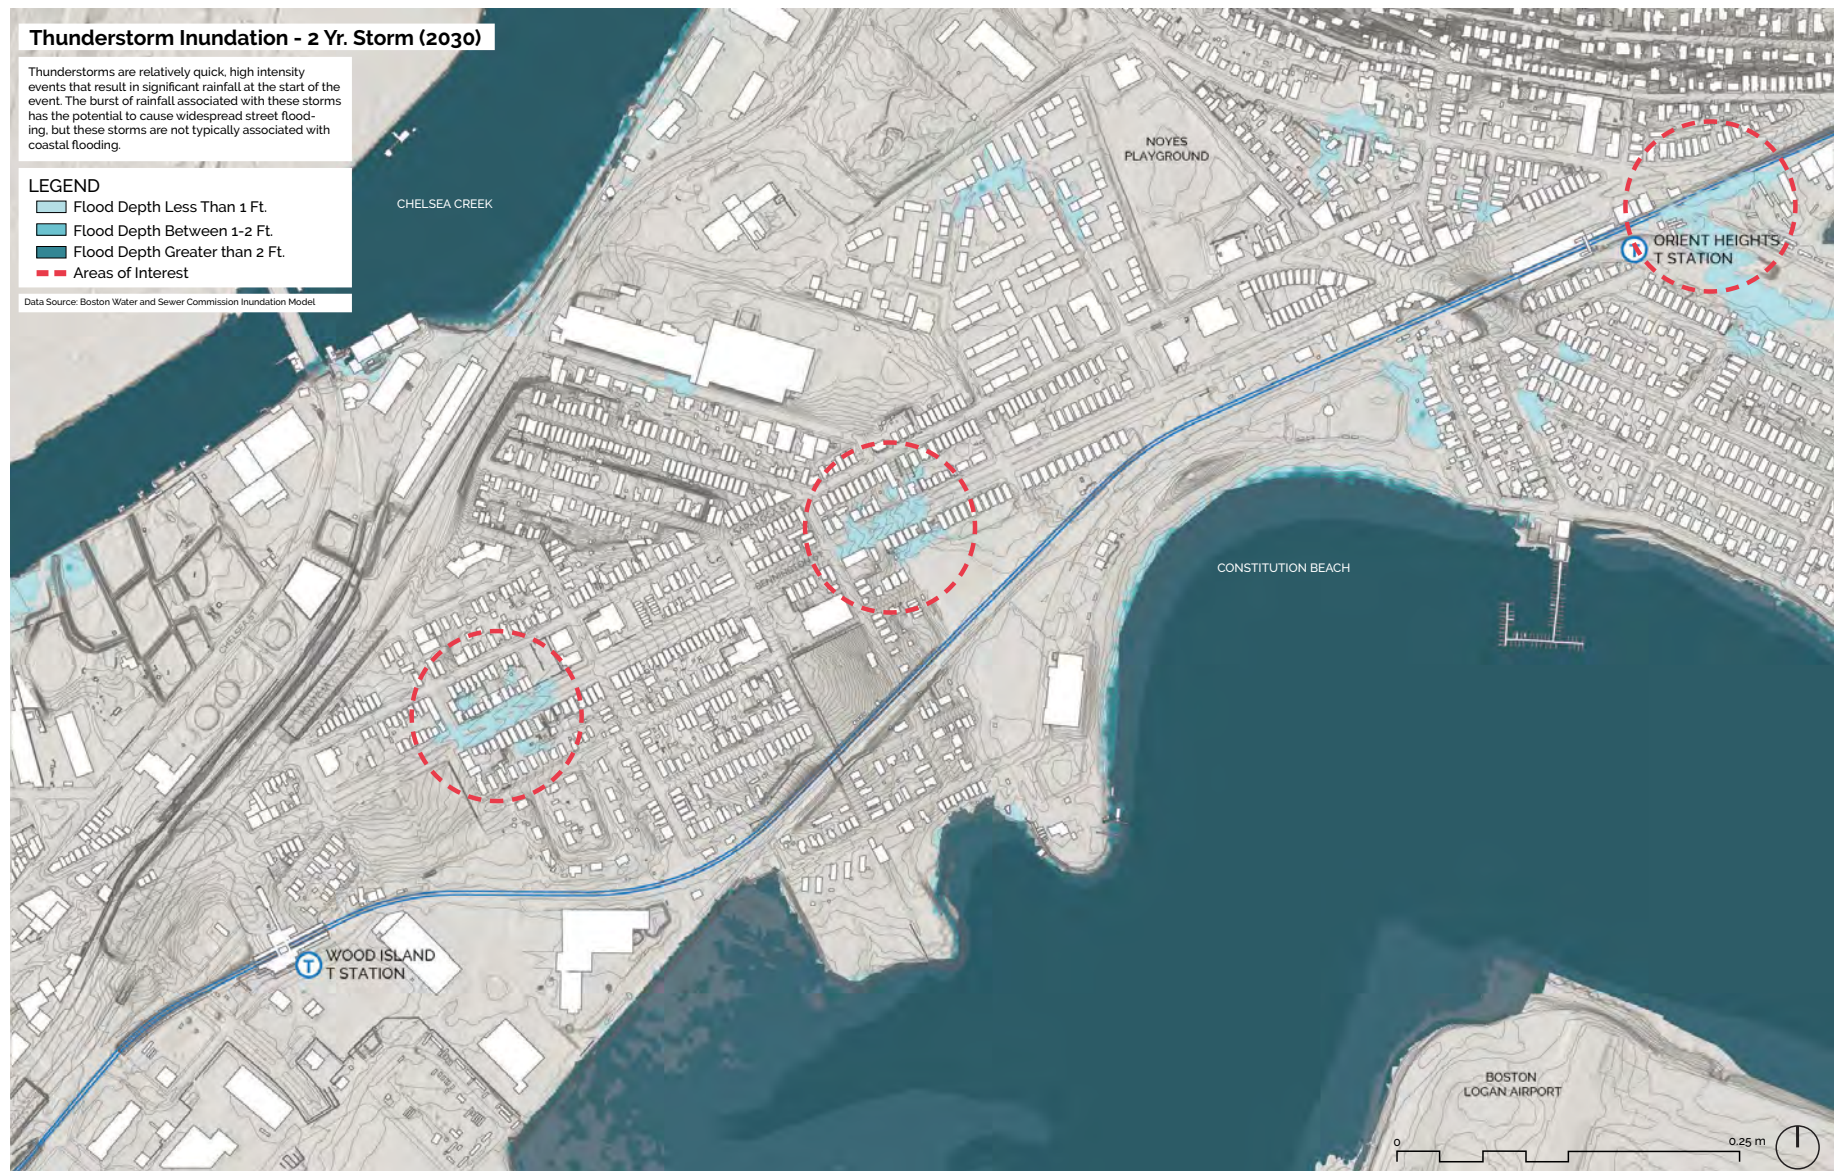 Thunderstorm Inundation - 2 Yr. Storm (2030)
Thunderstorms are relatively quick, high intensity
events that result in significant rainfall at the start of the
event. The burst of rainfall associated with these storms
has the potential to cause widespread street flood-
ing, but these storms are not typically associated with
coastal flooding.
LEGEND
Flood Depth Less Than 1 Ft.
Flood Depth Between 1-2 Ft.
Flood Depth Greater than 2 Ft.
Areas of Interest
Data Source: Boston Water and Sewer Commission Inundation Model
CHELSEA CREEK
NOYES
PLAYGROUND
T
ORIENT HEIGHTS
T STATION
CONSTITUTION BEACH
CHELSEA ST
BENNINGTON ST
T
WOOD ISLAND
T STATION
BOSTON
LOGAN AIRPORT
0
0.25 m